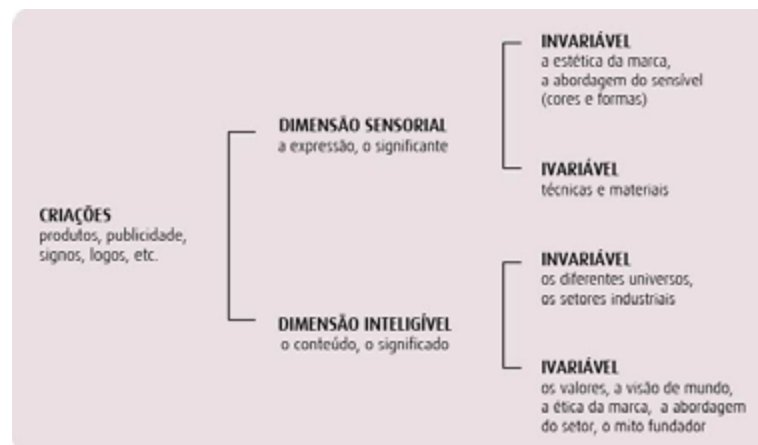 CRIAÇÕES
produtos, publicidade,
signos, logos, etc.
DIMENSÃO SENSORIAL
a expressão, o significante
INVARIÁVEL
a estética da marca,
a abordagem do sensível
(cores e formas)
IVARIÁVEL
técnicas e materiais
DIMENSÃO INTELIGÍVEL
o conteúdo, o significado
INVARIÁVEL
os diferentes universos,
os setores industriais
IVARIÁVEL
os valores, a visão de mundo,
a ética da marca, a abordagem
do setor, o mito fundador